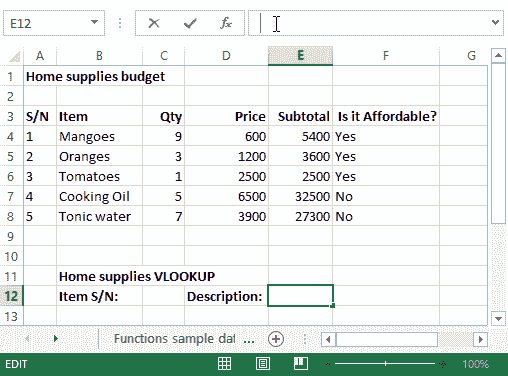 E12 fx
A B C D E F G
1 Home supplies budget
2
3 S/N Item Qty Price Subtotal Is it Affordable?
4 1 Mangoes 9 600 5400 Yes
5 2 Oranges 3 1200 3600 Yes
6 3 Tomatoes 1 2500 2500 Yes
7 4 Cooking Oil 5 6500 32500 No
8 5 Tonic water 7 3900 27300 No
9
10
11 Home supplies VLOOKUP
12 Item S/N: Description:
13
Functions sample dat ...
EDIT 100%